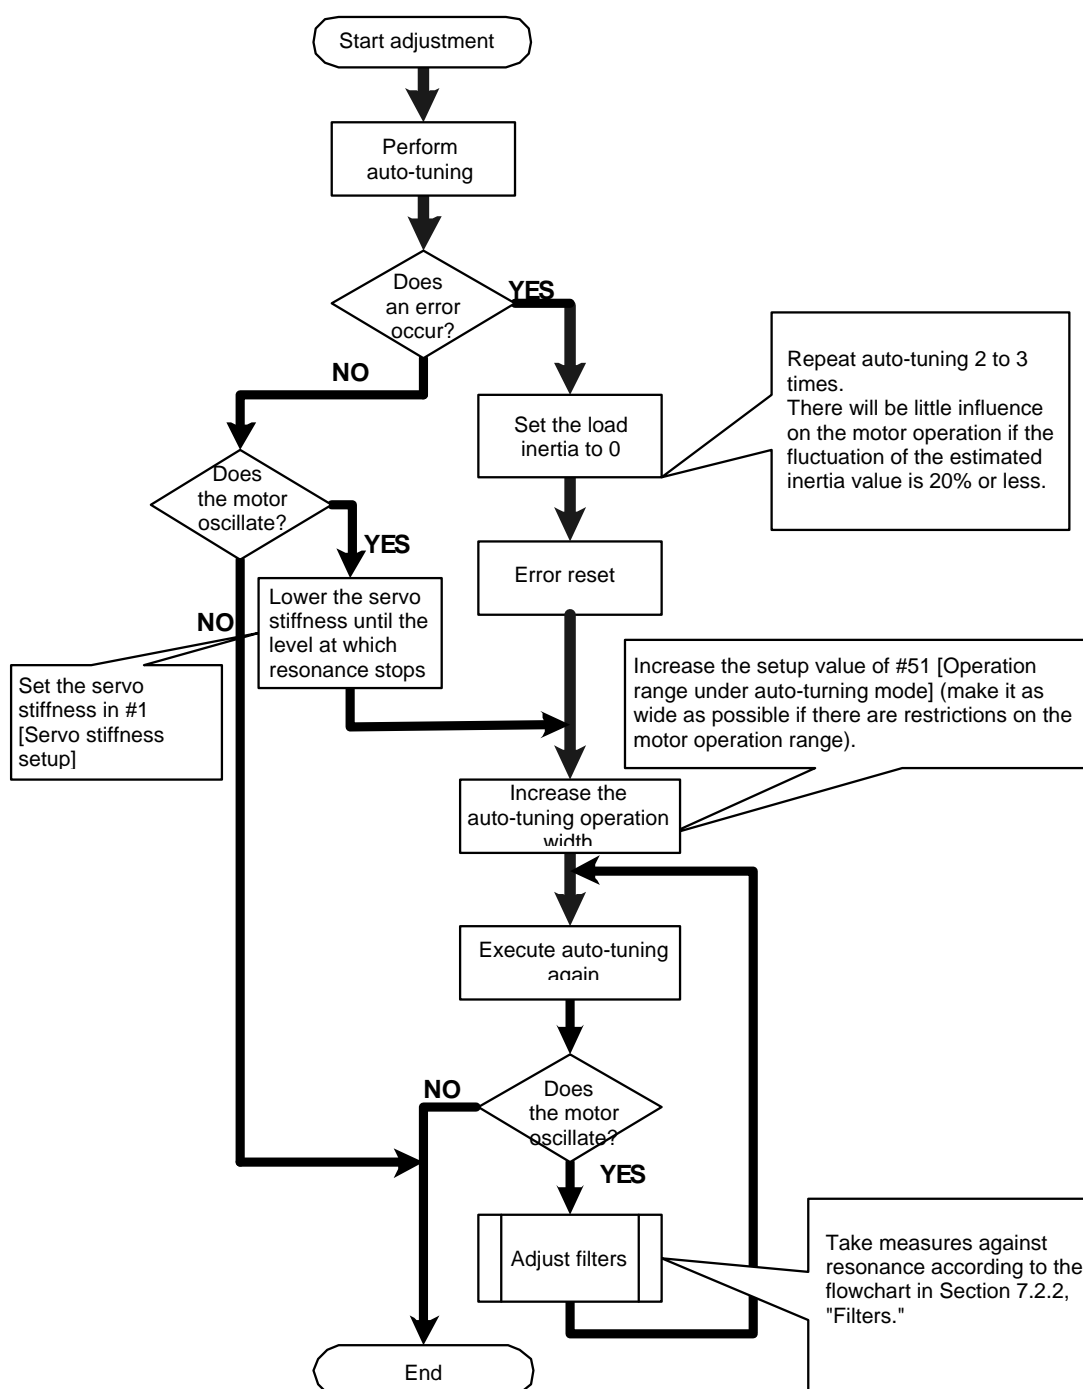 Start adjustment
Perform
auto-tuning
Does
an error
occur?
YES
NO
Set the load
inertia to 0
Repeat auto-tuning 2 to 3
times.
There will be little influence
on the motor operation if the
fluctuation of the estimated
inertia value is 20% or less.
Does
the motor
oscillate?
YES
NO
Error reset
Lower the servo
stiffness until the
level at which
resonance stops
Set the servo
stiffness in #1
[Servo stiffness
setup]
Increase the setup value of #51 [Operation
range under auto-turning mode] (make it as
wide as possible if there are restrictions on the
motor operation range).
Increase the
auto-tuning operation
width
Execute auto-tuning
again
Does
the motor
oscillate?
NO
YES
Adjust filters
Take measures against
resonance according to the
flowchart in Section 7.2.2,
"Filters."
End